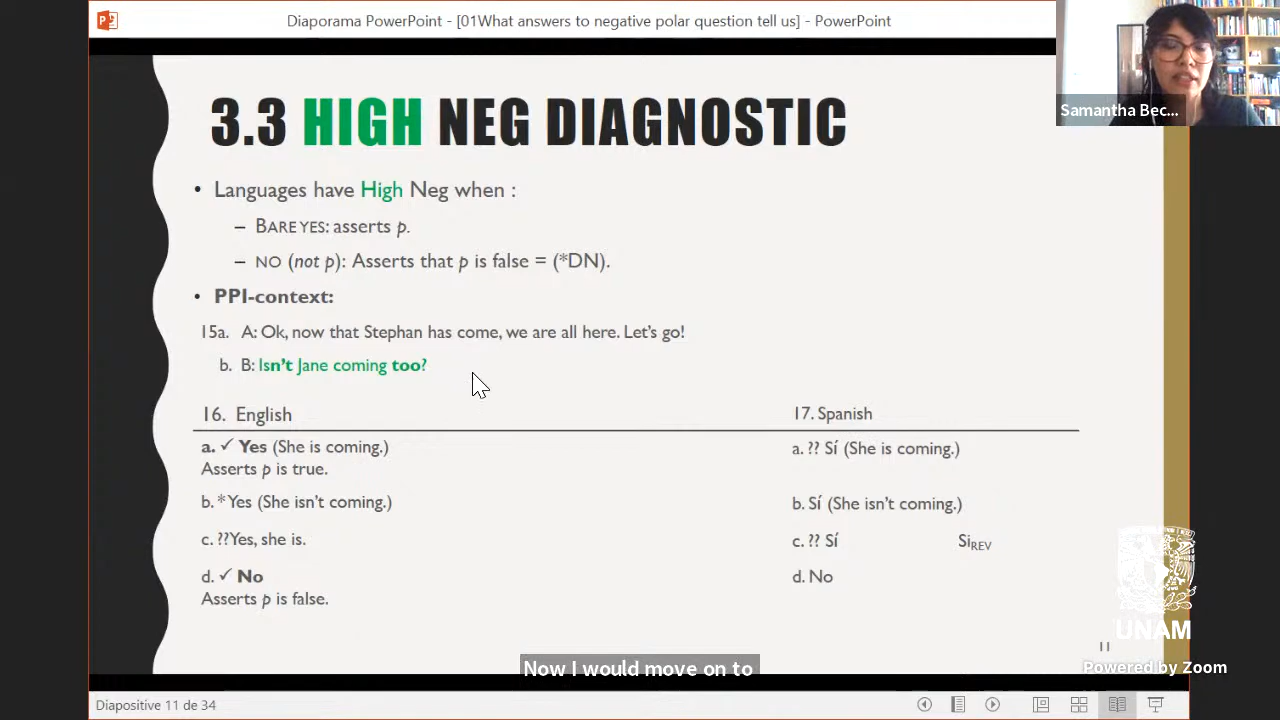 Diaporama PowerPoint - [01What answers to negative polar question tell us] - PowerPoint
Samantha Bec...
3.3 HIGH NEG DIAGNOSTIC
• Languages have High Neg when :
– BARE YES: asserts p.
– NO (not p): Asserts that p is false = (*DN).
• PPI-context:
15a. A: Ok, now that Stephan has come, we are all here. Let's go!
b. B: Isn't Jane coming too?
16. English
a. ✓ Yes (She is coming.)
Asserts p is true.
b. * Yes (She isn't coming.)
c. ??Yes, she is.
d. ✓ No
Asserts p is false.
17. Spanish
a. ?? Sí (She is coming.)
b. Sí (She isn't coming.)
c. ?? Sí SiREV
d. No
11
UNAM
Powered by Zoom
Now I would move on to
Diapositive 11 de 34